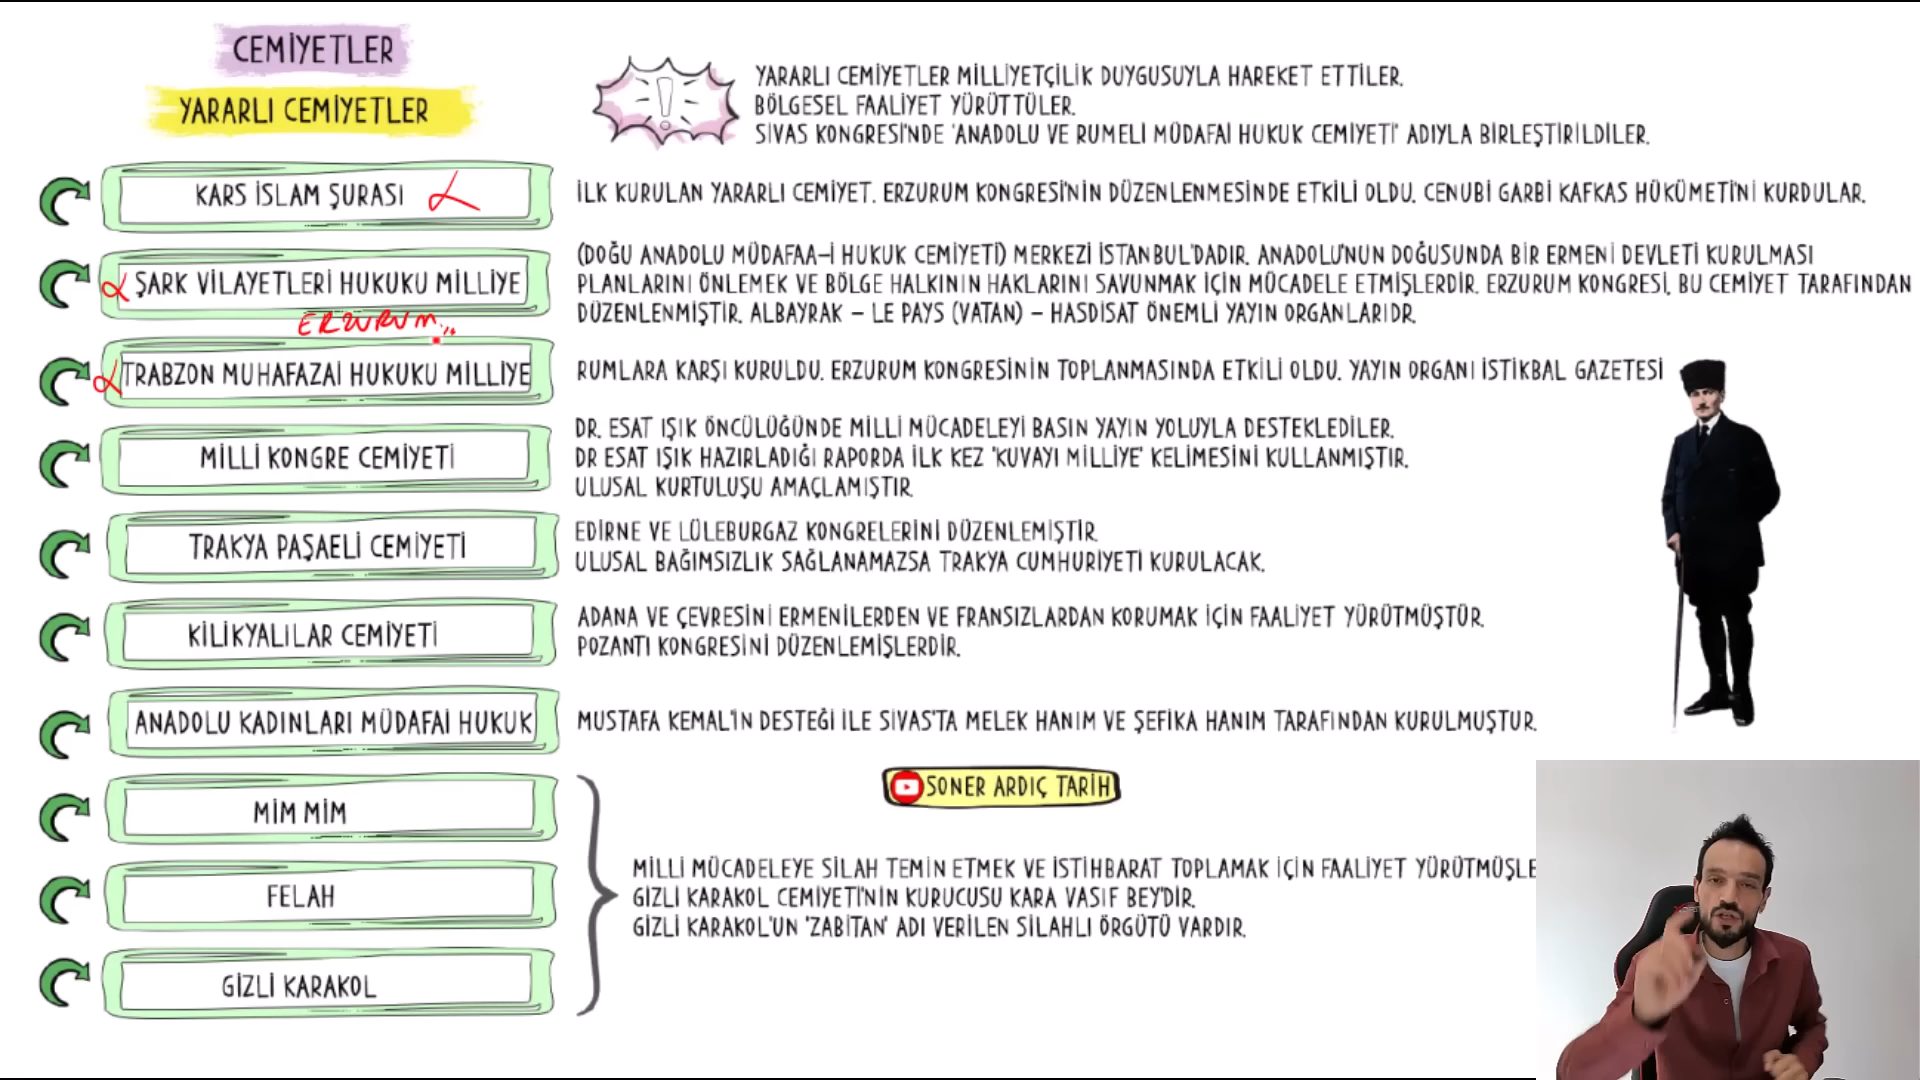 CEMİYETLER
YARARLI CEMİYETLER
YARARLI CEMİYETLER MİLLİYETÇİLİK DUYGUSUYLA HAREKET ETTİLER.
BÖLGESEL FAALİYET YÜRÜTTÜLER.
SİVAS KONGRESİ'NDE 'ANADOLU VE RUMELİ MÜDAFAİ HUKUK CEMİYETİ' ADIYLA BİRLEŞTİRİLDİLER.
KARS İSLAM ŞURASI
İLK KURULAN YARARLI CEMİYET. ERZURUM KONGRESİ'NİN DÜZENLENMESİNDE ETKİLİ OLDU. CENUBİ GARBİ KAFKAS HÜKÜMETİ'Nİ KURDULAR.
ŞARK VİLAYETLERİ HUKUKU MİLLİYE
(DOĞU ANADOLU MÜDAFAA-İ HUKUK CEMİYETİ) MERKEZİ İSTANBUL'DADIR. ANADOLU'NUN DOĞUSUNDA BİR ERMENİ DEVLETİ KURULMASI
PLANLARINI ÖNLEMEK VE BÖLGE HALKININ HAKLARINI SAVUNMAK İÇİN MÜCADELE ETMİŞLERDİR. ERZURUM KONGRESİ, BU CEMİYET TARAFINDAN
DÜZENLENMİŞTİR. ALBAYRAK – LE PAYS (VATAN) – HASDİSAT ÖNEMLİ YAYIN ORGANLARIDR.
ERZURUM..
TRABZON MUHAFAZAİ HUKUKU MİLLİYE
RUMLARA KARŞI KURULDU. ERZURUM KONGRESİNİN TOPLANMASINDA ETKİLİ OLDU. YAYIN ORGANI İSTİKBAL GAZETESİ
MİLLİ KONGRE CEMİYETİ
DR. ESAT IŞIK ÖNCÜLÜĞÜNDE MİLLİ MÜCADELEYİ BASIN YAYIN YOLUYLA DESTEKLEDİLER.
DR ESAT IŞIK HAZIRLADIĞI RAPORDA İLK KEZ 'KUVAYI MİLLİYE' KELİMESİNİ KULLANMIŞTIR.
ULUSAL KURTULUŞU AMAÇLAMIŞTIR
TRAKYA PAŞAELİ CEMİYETİ
EDİRNE VE LÜLEBURGAZ KONGRELERİNİ DÜZENLEMİŞTİR.
ULUSAL BAĞIMSIZLIK SAĞLANAMAZSA TRAKYA CUMHURİYETİ KURULACAK.
KİLİKYALILAR CEMİYETİ
ADANA VE ÇEVRESİNİ ERMENİLERDEN VE FRANSIZLARDAN KORUMAK İÇİN FAALİYET YÜRÜTMÜŞTÜR.
POZANTI KONGRESİNİ DÜZENLEMİŞLERDİR.
ANADOLU KADINLARI MÜDAFAİ HUKUK
MUSTAFA KEMAL'İN DESTEĞİ İLE SİVAS'TA MELEK HANIM VE ŞEFİKA HANIM TARAFINDAN KURULMUŞTUR.
SONER ARDIÇ TARİH
MİM MİM
FELAH
GİZLİ KARAKOL
MİLLİ MÜCADELEYE SİLAH TEMİN ETMEK VE İSTİHBARAT TOPLAMAK İÇİN FAALİYET YÜRÜTMÜŞLE
GİZLİ KARAKOL CEMİYETİ'NİN KURUCUSU KARA VASIF BEY'DİR.
GİZLİ KARAKOL'UN 'ZABİTAN' ADI VERİLEN SİLAHLI ÖRGÜTÜ VARDIR.